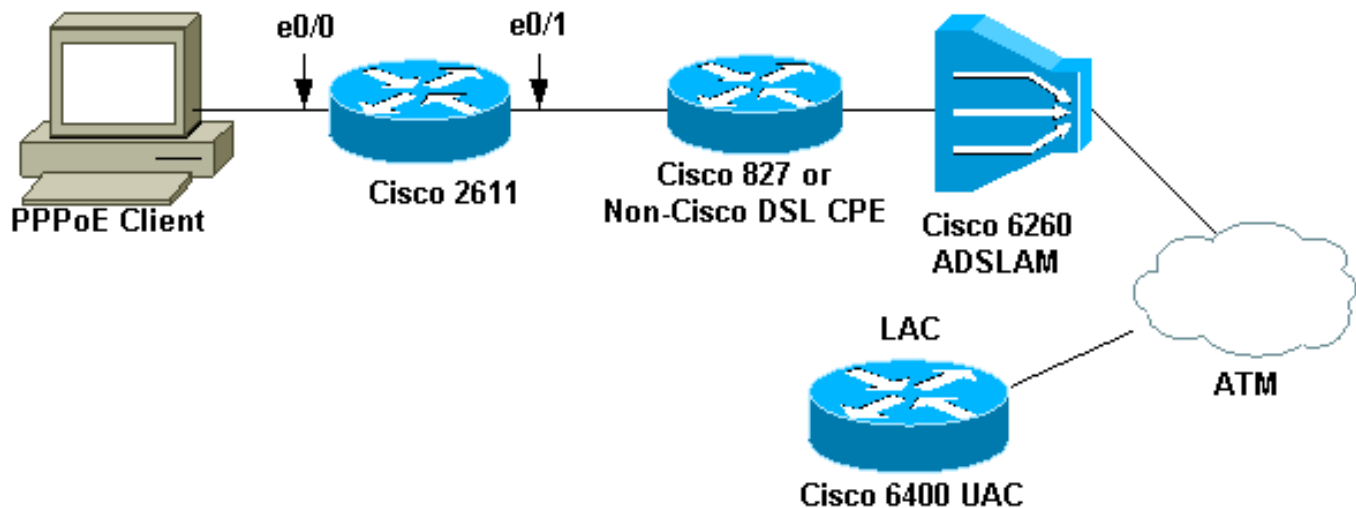 e0/0
e0/1
PPPoE Client
Cisco 2611
Cisco 827 or
Non-Cisco DSL CPE
Cisco 6260
ADSLAM
LAC
ATM
Cisco 6400 UAC